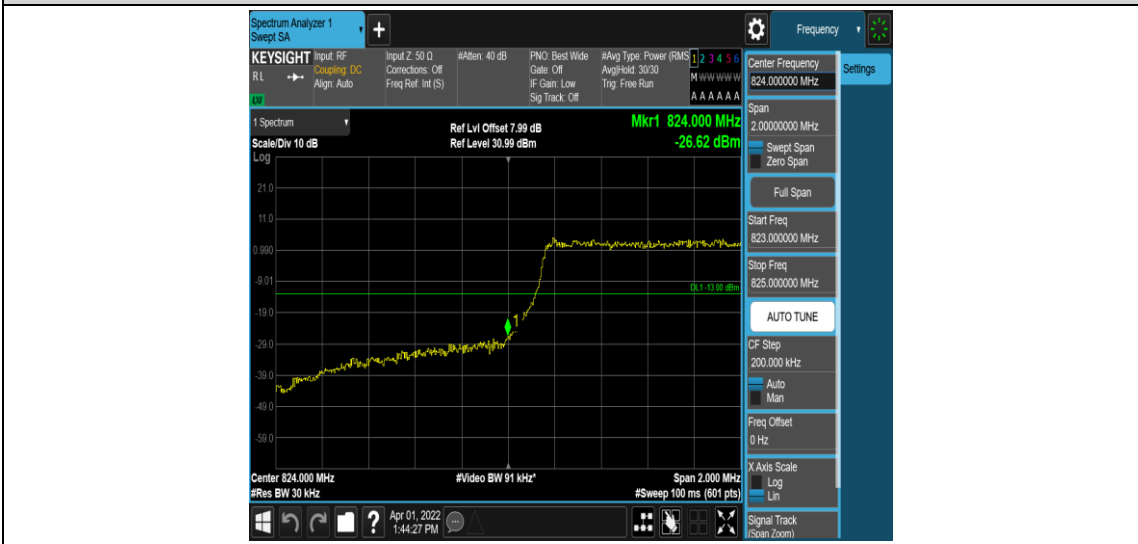 Spectrum Analyzer 1
Swept SA
+
Frequency
KEYSIGHT
Input: RF
Input Z: 50 Ω
#Atten: 40 dB
PNO: Best Wide
#Avg Type: Power (RMS
1 2 3 4 5 6
R L
Coupling: DC
Corrections: Off
Gate: Off
Avg|Hold: 30/30
M W W W W W
Align: Auto
Freq Ref: Int (S)
IF Gain: Low
Trig: Free Run
Sig Track: Off
A A A A A A
LXI
Center Frequency
824.000000 MHz
Settings
Span
2.00000000 MHz
Swept Span
Zero Span
Full Span
Start Freq
823.000000 MHz
Stop Freq
825.000000 MHz
AUTO TUNE
CF Step
200.000 kHz
Auto
Man
Freq Offset
0 Hz
X Axis Scale
Log
Lin
Signal Track
(Span Zoom)
1 Spectrum
Ref Lvl Offset 7.99 dB
Mkr1 824.000 MHz
Scale/Div 10 dB
Ref Level 30.99 dBm
-26.62 dBm
Log
21.0
11.0
0.990
-9.01
DL1 -13.00 dBm
-19.0
1
-29.0
-39.0
-49.0
-59.0
Center 824.000 MHz
#Video BW 91 kHz*
Span 2.000 MHz
#Res BW 30 kHz
#Sweep 100 ms (601 pts)
?
Apr 01, 2022
1:44:27 PM